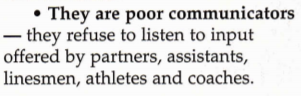 • They are poor communicators
— they refuse to listen to input
offered by partners, assistants,
linesmen, athletes and coaches.